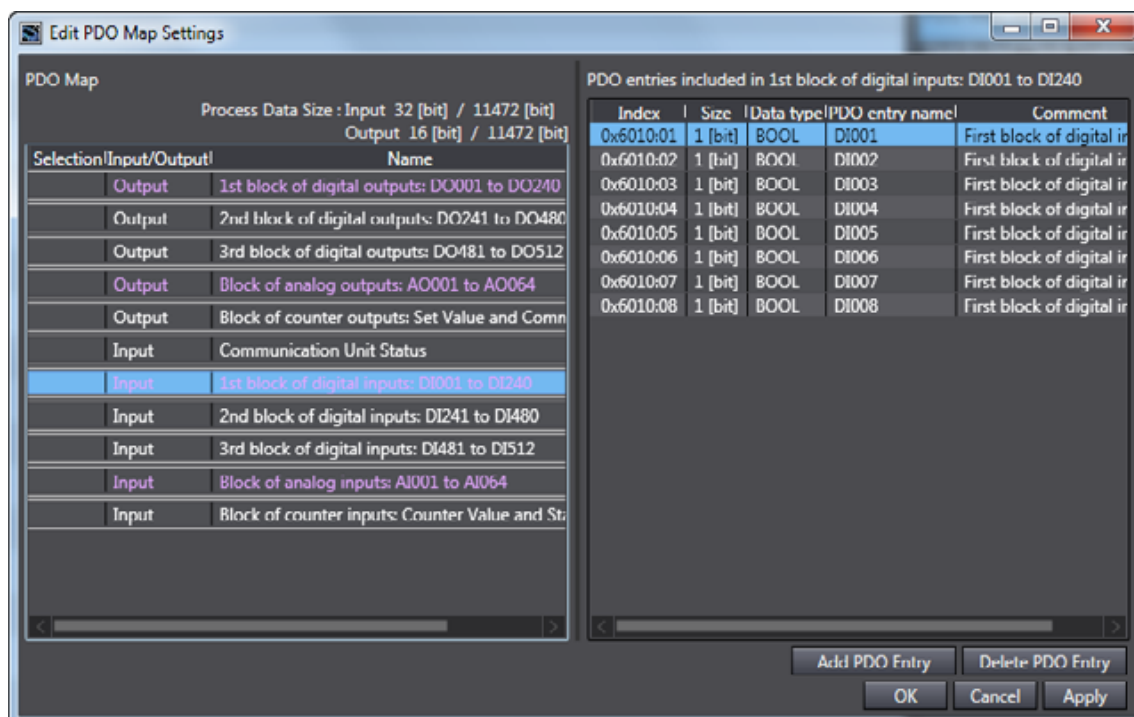 Edit PDO Map Settings
PDO Map
Process Data Size : Input 32 [bit] / 11472 [bit]
Output 16 [bit] / 11472 [bit]
Selection Input/Output Name
Output 1st block of digital outputs: DO001 to DO240
Output 2nd block of digital outputs: DO241 to DO480
Output 3rd block of digital outputs: DO481 to DO512
Output Block of analog outputs: AO001 to AO064
Output Block of counter outputs: Set Value and Comm
Input Communication Unit Status
Input 1st block of digital inputs: DI001 to DI240
Input 2nd block of digital inputs: DI241 to DI480
Input 3rd block of digital inputs: DI481 to DI512
Input Block of analog inputs: AI001 to AI064
Input Block of counter inputs: Counter Value and Sta
PDO entries included in 1st block of digital inputs: DI001 to DI240
Index Size Data type PDO entry name Comment
0x6010:01 1 [bit] BOOL DI001 First block of digital in
0x6010:02 1 [bit] BOOL DI002 First block of digital in
0x6010:03 1 [bit] BOOL DI003 First block of digital in
0x6010:04 1 [bit] BOOL DI004 First block of digital in
0x6010:05 1 [bit] BOOL DI005 First block of digital in
0x6010:06 1 [bit] BOOL DI006 First block of digital in
0x6010:07 1 [bit] BOOL DI007 First block of digital in
0x6010:08 1 [bit] BOOL DI008 First block of digital in
Add PDO Entry Delete PDO Entry
OK Cancel Apply